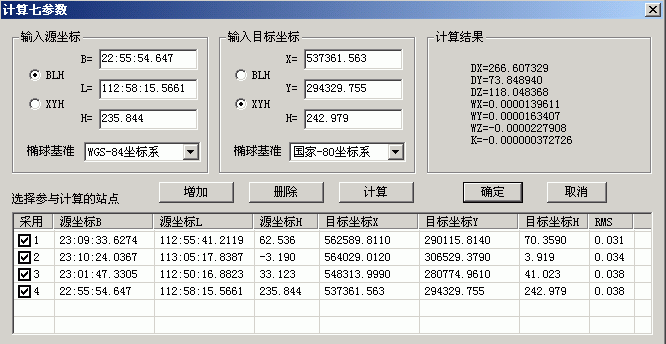 计算七参数
输入源坐标 输入目标坐标 计算结果
B= 22:55:54.647 X= 537361.563
BLH L= 112:58:15.5661 BLH Y= 294329.755
XYH H= 235.844 XYH H= 242.979
椭球基准 WGS-84坐标系 椭球基准 国家-80坐标系
DX=266.607329
DY=73.848940
DZ=118.048368
WX=0.0000139611
WY=0.0000163407
WZ=-0.0000227908
K=-0.000000372726
选择参与计算的站点 增加 删除 计算 确定 取消
采用 源坐标B 源坐标L 源坐标H 目标坐标X 目标坐标Y 目标坐标H RMS
1 23:09:33.6274 112:55:41.2119 62.536 562589.8110 290115.8140 70.3590 0.031
2 23:10:24.0367 113:05:17.8387 -3.190 564029.0120 306529.3790 3.919 0.034
3 23:01:47.3305 112:50:16.8823 33.123 548313.9990 280774.9610 41.023 0.038
4 22:55:54.647 112:58:15.5661 235.844 537361.563 294329.755 242.979 0.038